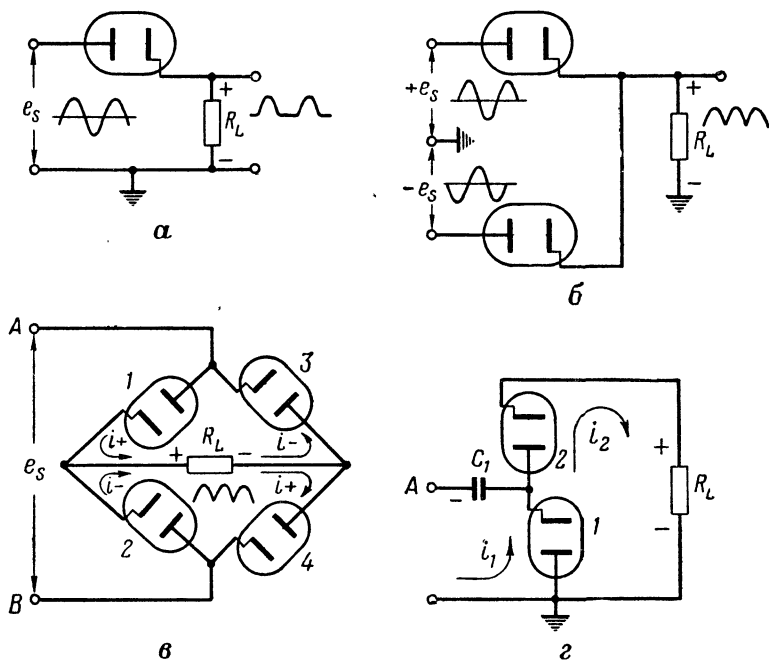 e_s
+
R_L
−
а
+e_s
−e_s
+
R_L
−
б
A
1
3
i+
+
R_L
−
i−
e_s
i−
i+
2
4
B
в
2
i_2
C_1
A
−
1
i_1
+
R_L
−
г